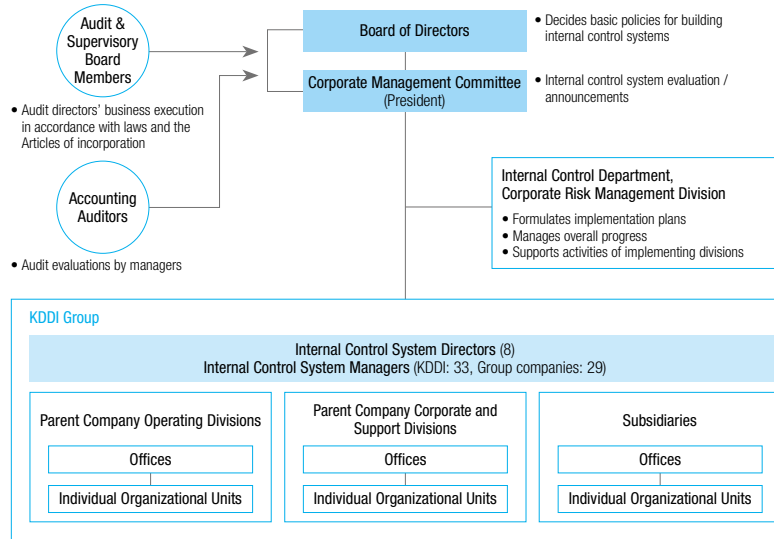 Audit
&
Supervisory
Board
Members
• Audit directors’ business execution
in accordance with laws and the
Articles of incorporation
Accounting
Auditors
• Audit evaluations by managers
Board of Directors
• Decides basic policies for building
internal control systems
Corporate Management Committee
(President)
• Internal control system evaluation /
announcements
Internal Control Department,
Corporate Risk Management Division
• Formulates implementation plans
• Manages overall progress
• Supports activities of implementing divisions
KDDI Group
Internal Control System Directors (8)
Internal Control System Managers (KDDI: 33, Group companies: 29)
Parent Company Operating Divisions
Offices
Individual Organizational Units
Parent Company Corporate and
Support Divisions
Offices
Individual Organizational Units
Subsidiaries
Offices
Individual Organizational Units